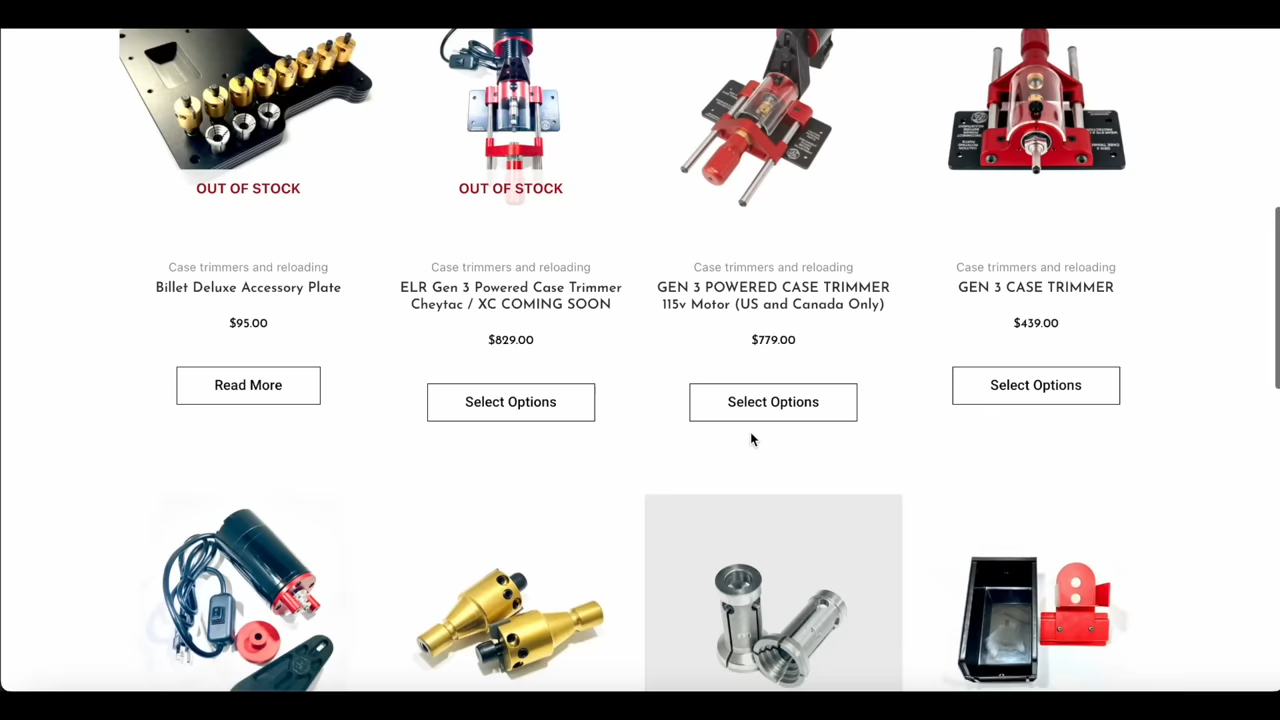 OUT OF STOCK
OUT OF STOCK
Case trimmers and reloading
Billet Deluxe Accessory Plate
$95.00
Read More
Case trimmers and reloading
ELR Gen 3 Powered Case Trimmer
Cheytac / XC COMING SOON
$829.00
Select Options
Case trimmers and reloading
GEN 3 POWERED CASE TRIMMER
115v Motor (US and Canada Only)
$779.00
Select Options
Case trimmers and reloading
GEN 3 CASE TRIMMER
$439.00
Select Options